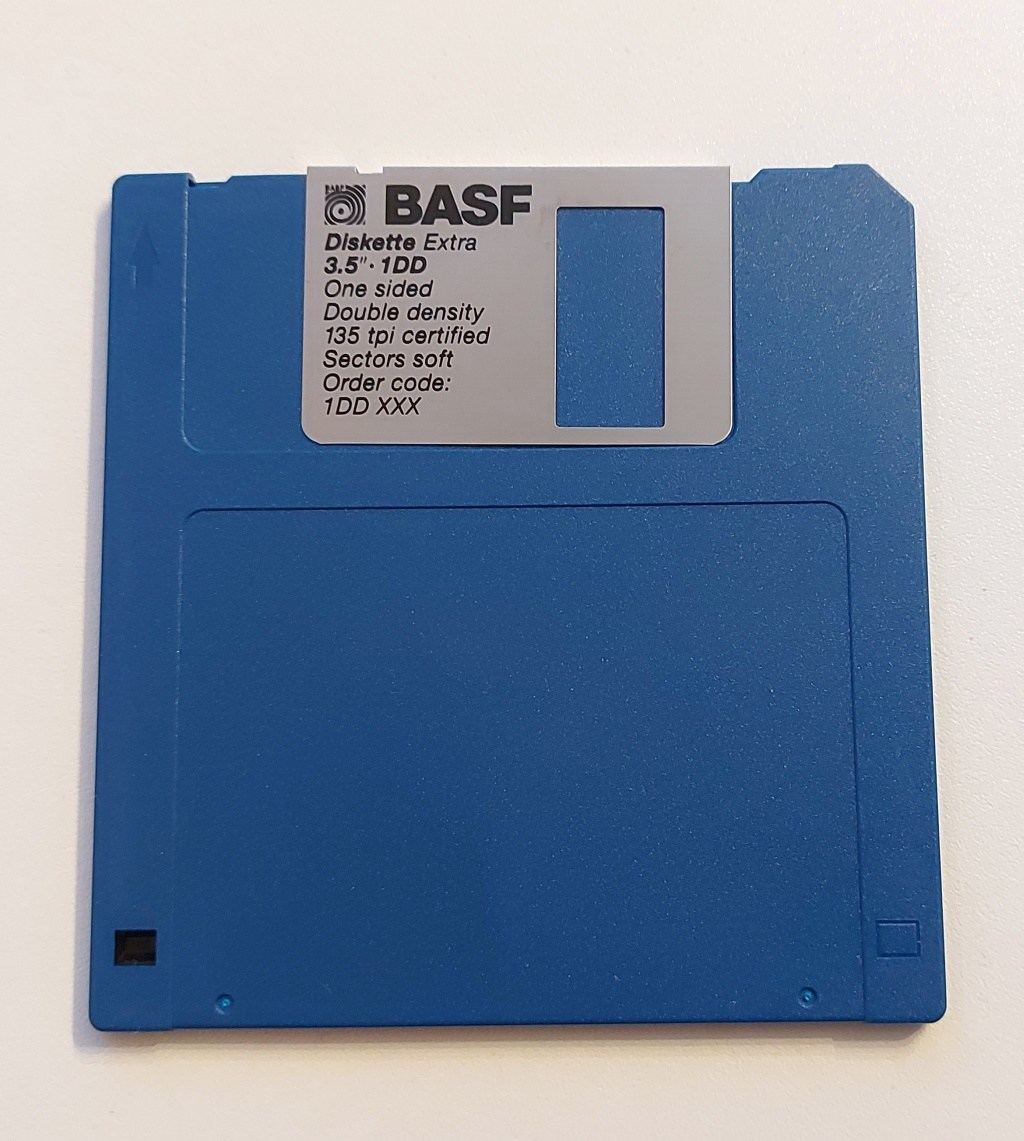 BASF
Diskette Extra
3.5"· 1DD
One sided
Double density
135 tpi certified
Sectors soft
Order code:
1DD XXX